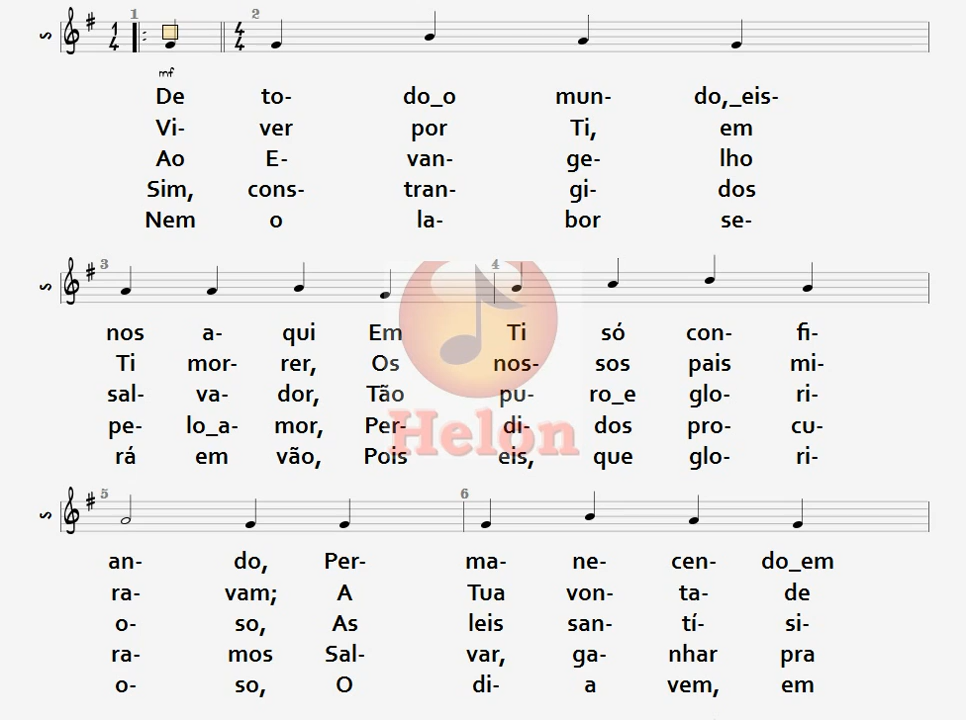 1 2
mf
De to- do_o mun- do,_eis-
Vi- ver por Ti, em
Ao E- van- ge- lho
Sim, cons- tran- gi- dos
Nem o la- bor se-
3 4
nos a- qui Em Ti só con- fi-
Ti mor- rer, Os nos- sos pais mi-
sal- va- dor, Tão pu- ro_e glo- ri-
pe- lo_a- mor, Per- di- dos pro- cu-
rá em vão, Pois eis, que glo- ri-
Helon
5 6
an- do, Per- ma- ne- cen- do_em
ra- vam; A Tua von- ta- de
o- so, As leis san- tí- si-
ra- mos Sal- var, ga- nhar pra
o- so, O di- a vem, em